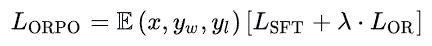 L_ORPO = 𝔼 (x, y_w, y_l) [L_SFT + λ · L_OR]